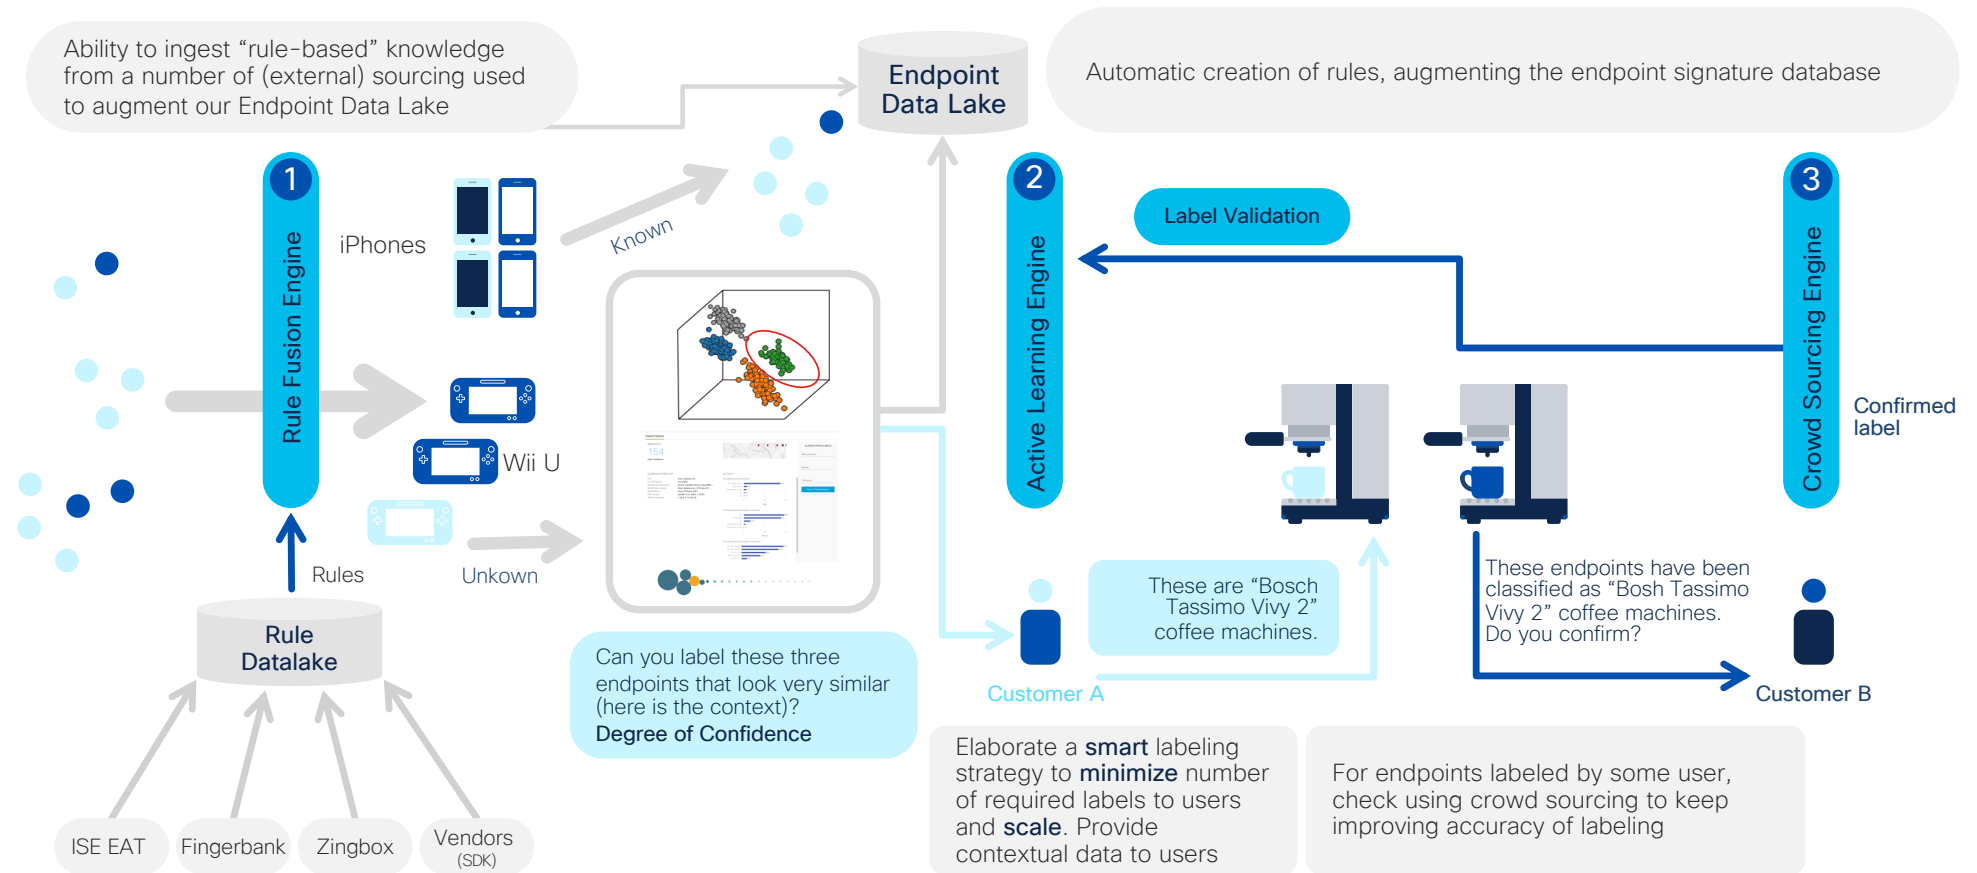 Ability to ingest “rule-based” knowledge
from a number of (external) sourcing used
to augment our Endpoint Data Lake
Endpoint
Data Lake
Automatic creation of rules, augmenting the endpoint signature database
1
Rule Fusion Engine
iPhones
Known
Wii U
Unkown
Rules
Rule
Datalake
ISE EAT
Fingerbank
Zingbox
Vendors
(SDK)
154
Can you label these three
endpoints that look very similar
(here is the context)?
Degree of Confidence
2
Active Learning Engine
Label Validation
3
Crowd Sourcing Engine
Confirmed
label
These are “Bosch
Tassimo Vivy 2”
coffee machines.
Customer A
These endpoints have been
classified as “Bosh Tassimo
Vivy 2” coffee machines.
Do you confirm?
Customer B
Elaborate a smart labeling
strategy to minimize number
of required labels to users
and scale. Provide
contextual data to users
For endpoints labeled by some user,
check using crowd sourcing to keep
improving accuracy of labeling